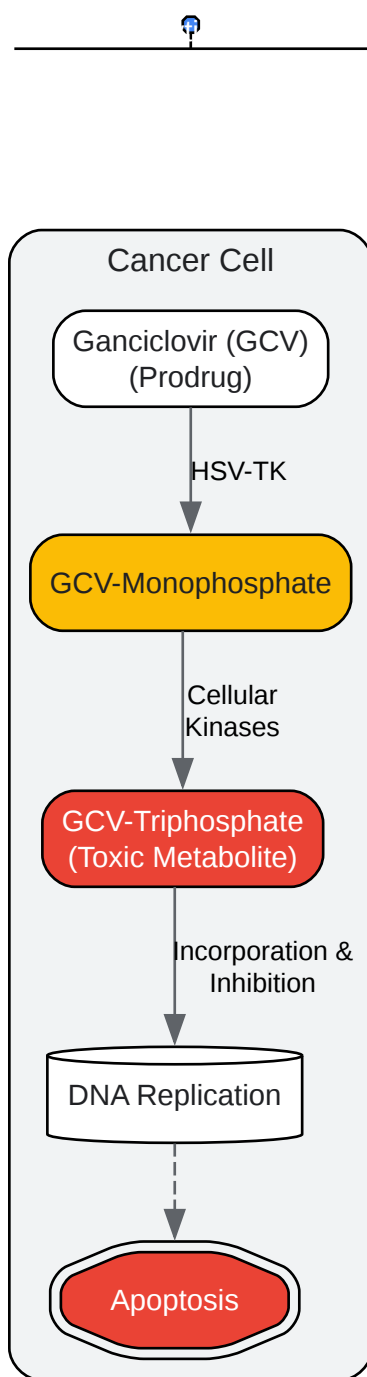 Cancer Cell
Ganciclovir (GCV)
(Prodrug)
HSV-TK
GCV-Monophosphate
Cellular
Kinases
GCV-Triphosphate
(Toxic Metabolite)
Incorporation &
Inhibition
DNA Replication
Apoptosis